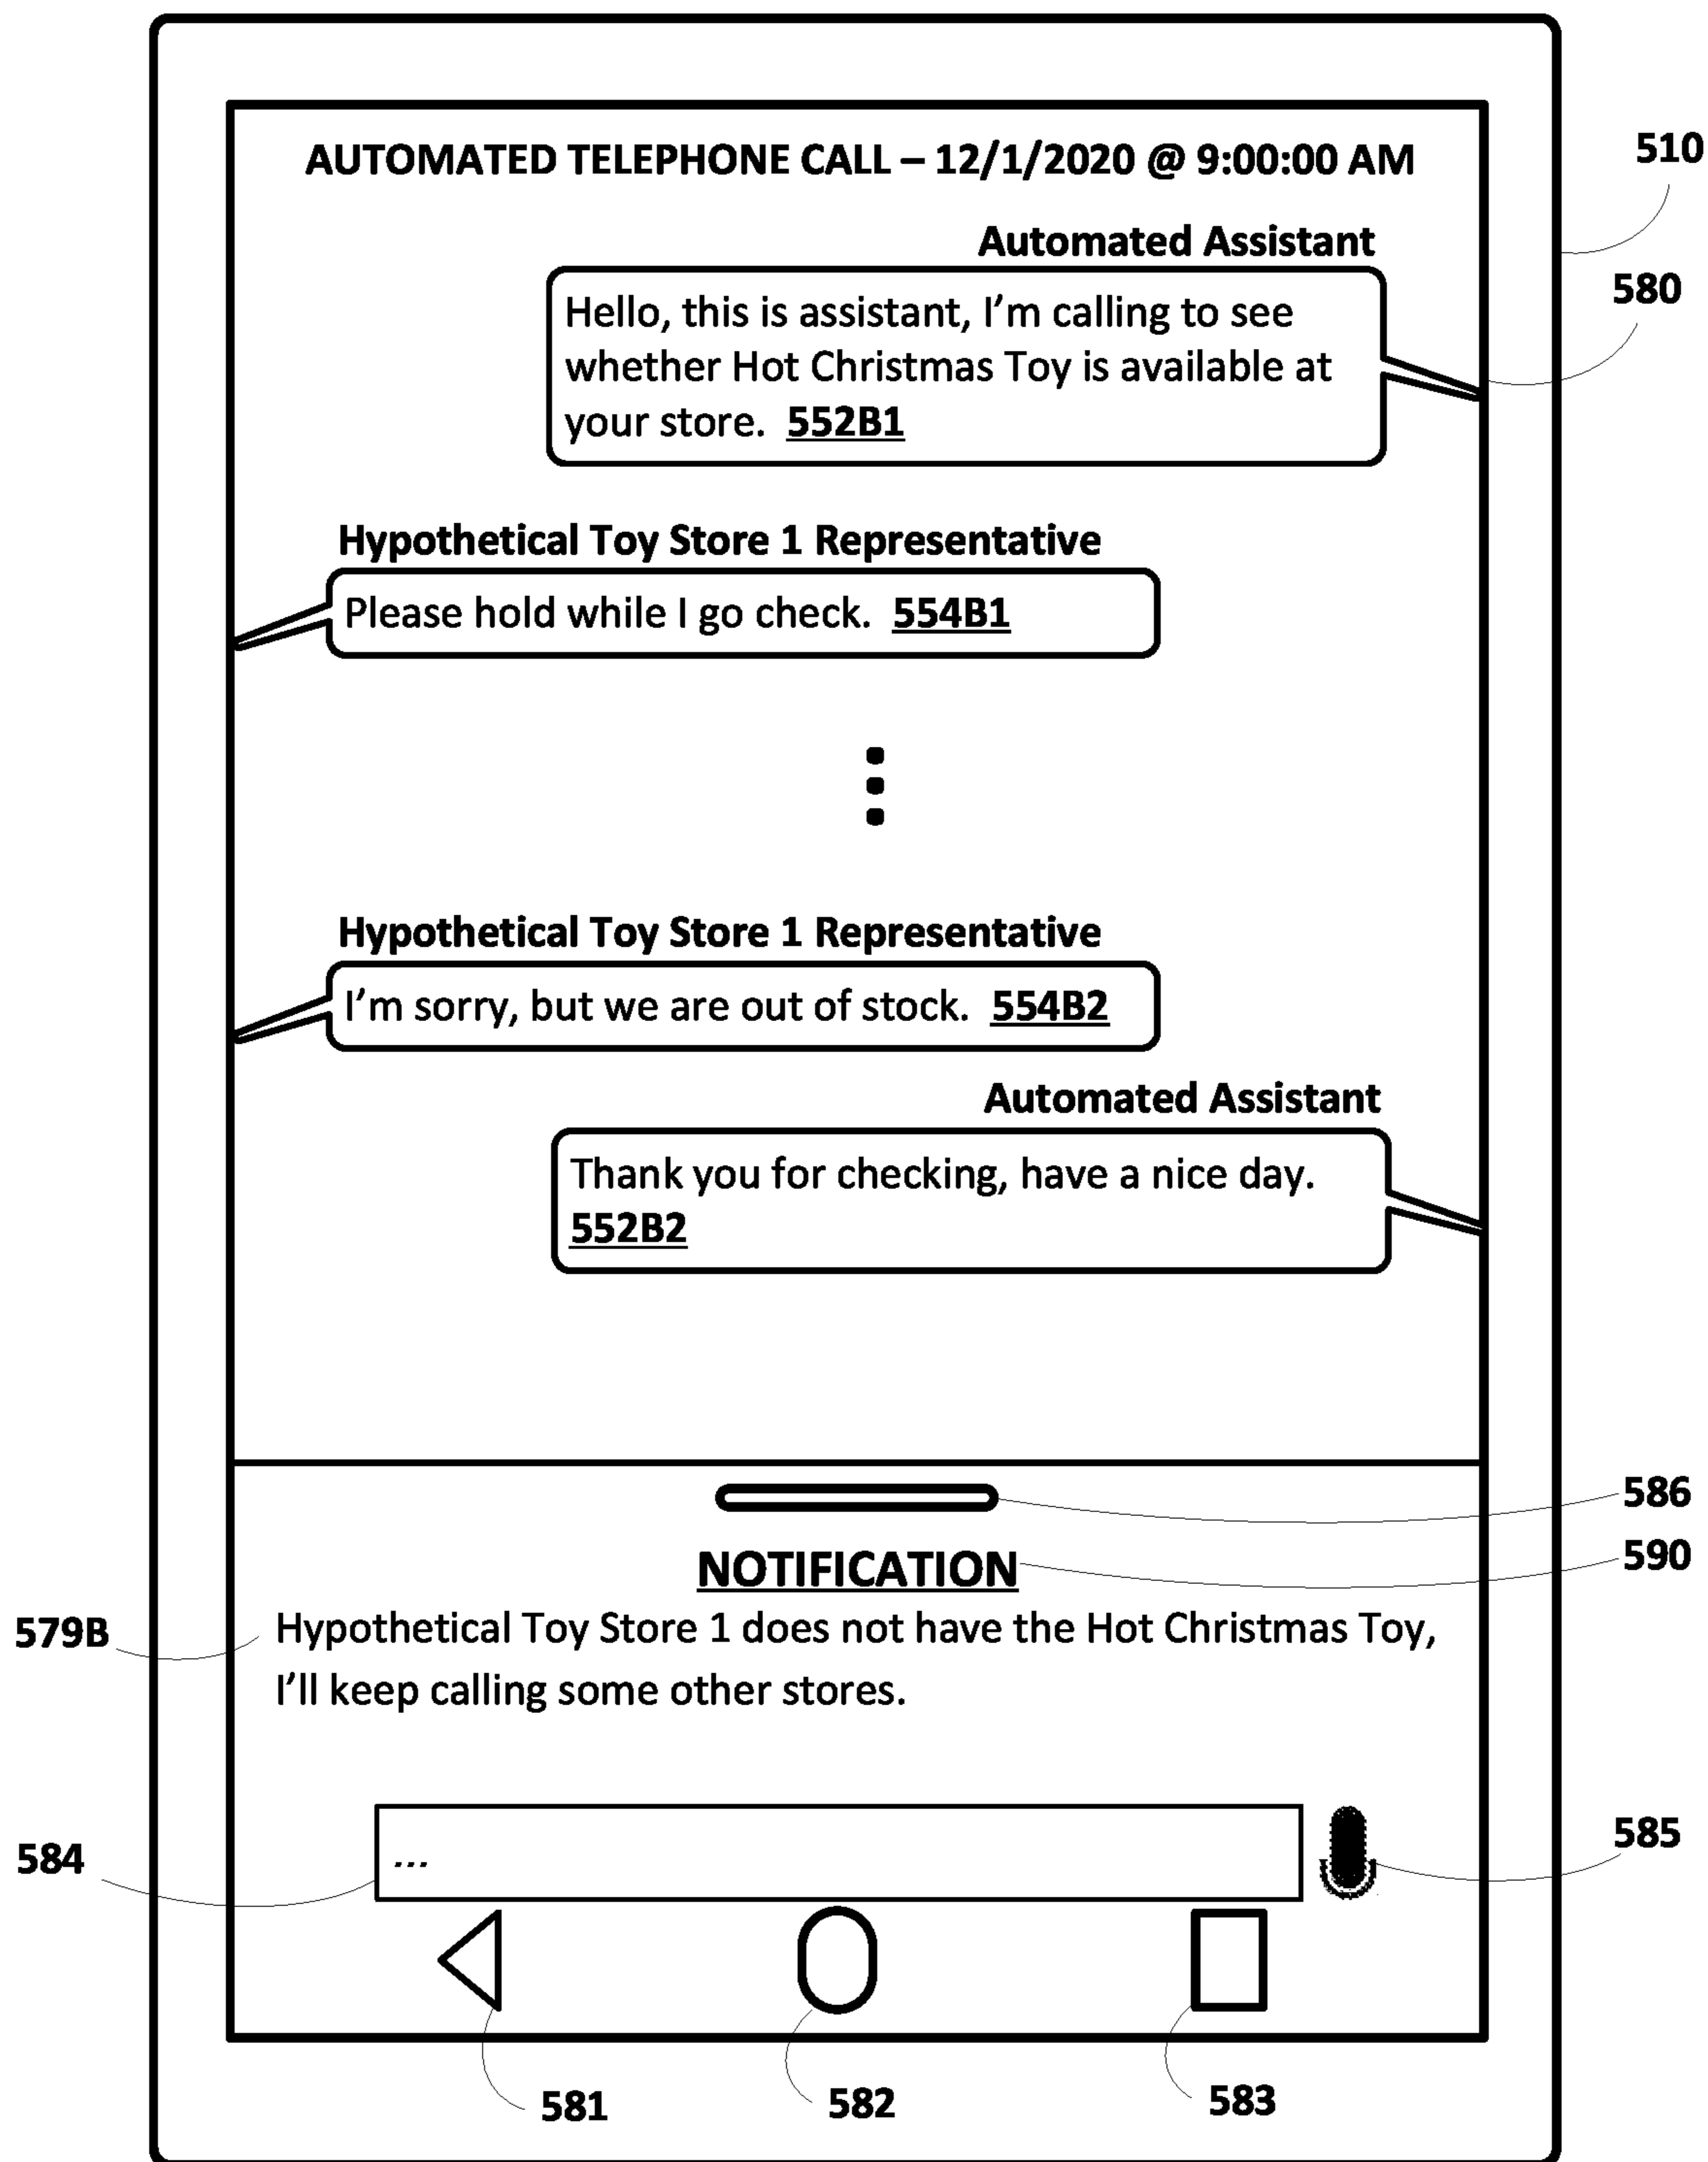 AUTOMATED TELEPHONE CALL – 12/1/2020 @ 9:00:00 AM
510
Automated Assistant
580
Hello, this is assistant, I'm calling to see
whether Hot Christmas Toy is available at
your store. 552B1
Hypothetical Toy Store 1 Representative
Please hold while I go check. 554B1
Hypothetical Toy Store 1 Representative
I'm sorry, but we are out of stock. 554B2
Automated Assistant
Thank you for checking, have a nice day.
552B2
586
NOTIFICATION
590
579B
Hypothetical Toy Store 1 does not have the Hot Christmas Toy,
I'll keep calling some other stores.
584
...
585
581
582
583